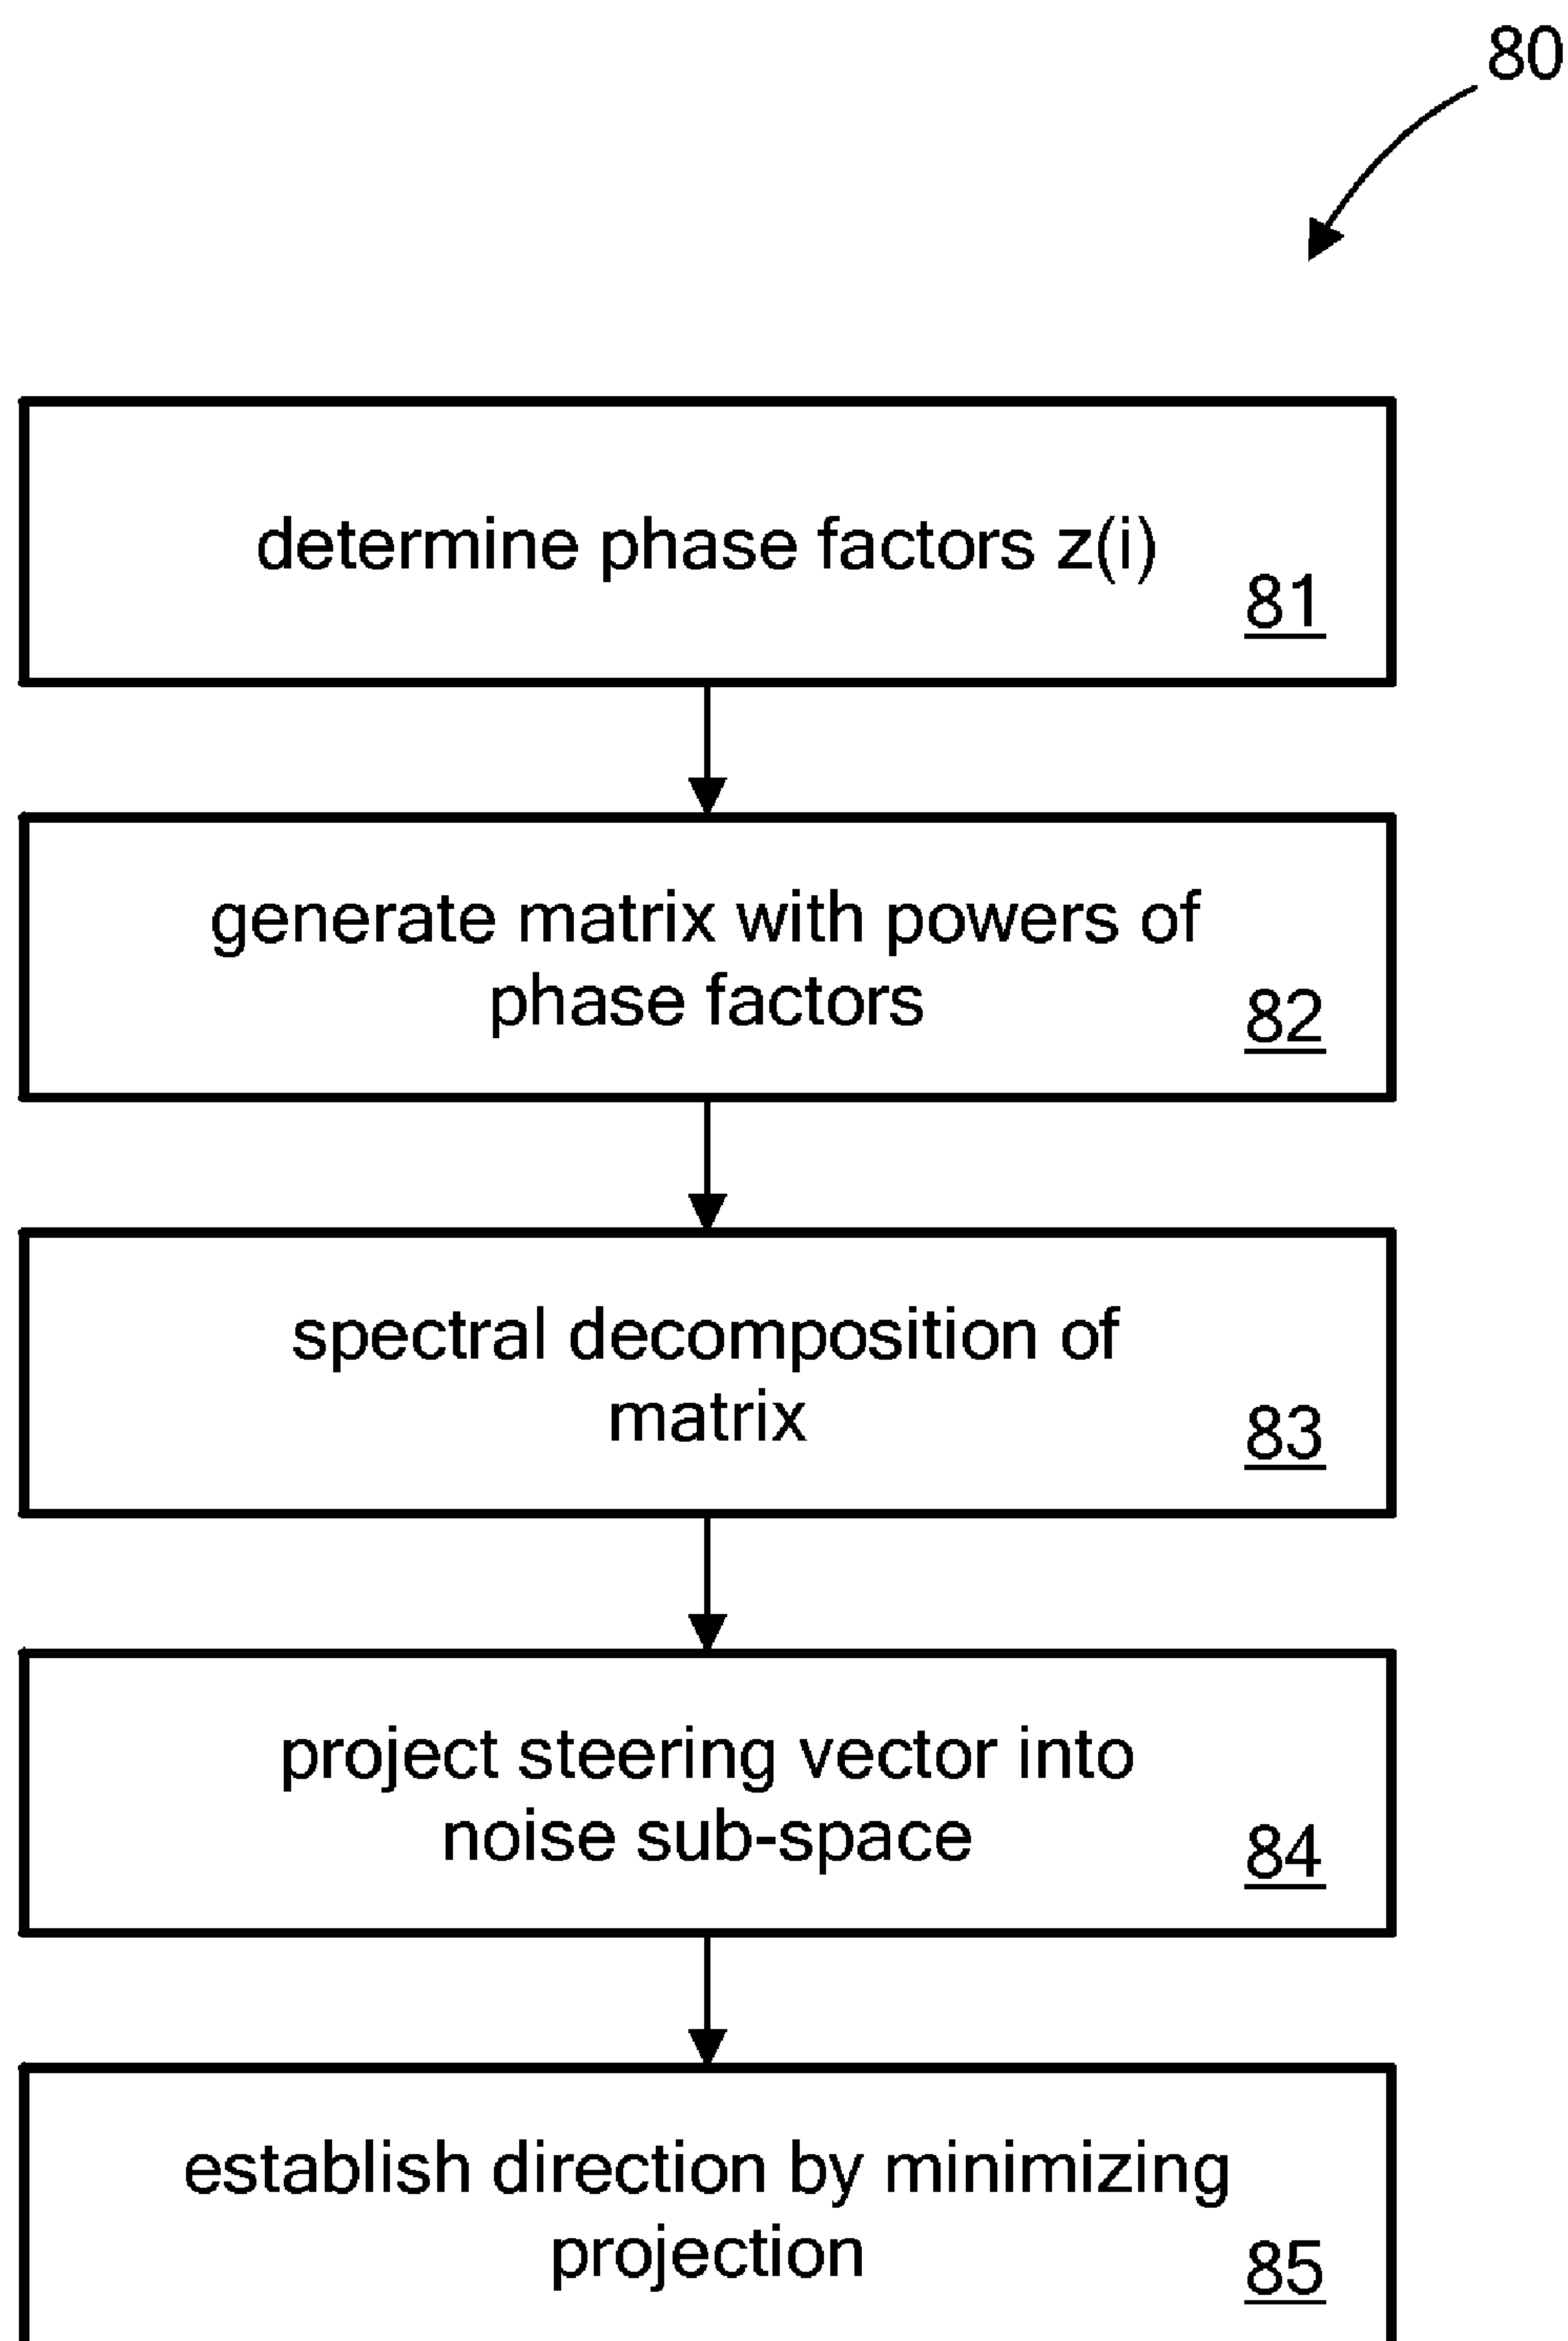 80
determine phase factors z(i)
81
generate matrix with powers of
phase factors
82
spectral decomposition of
matrix
83
project steering vector into
noise sub-space
84
establish direction by minimizing
projection
85